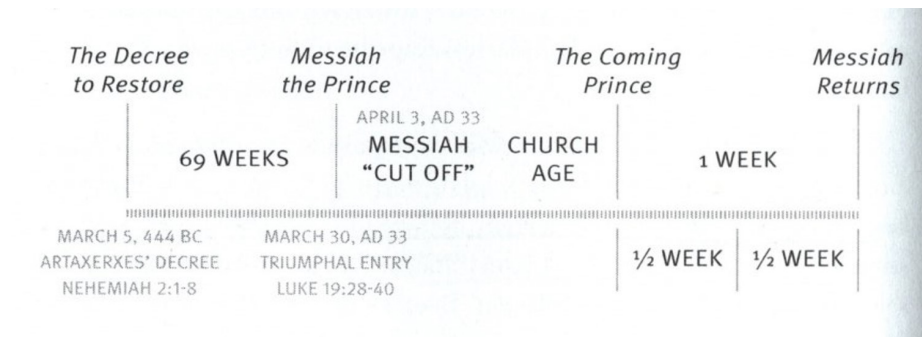 The Decree
to Restore
Messiah
the Prince
The Coming
Prince
Messiah
Returns
69 WEEKS
APRIL 3, AD 33
MESSIAH
“CUT OFF”
CHURCH
AGE
1 WEEK
MARCH 5, 444 BC
ARTAXERXES’ DECREE
NEHEMIAH 2:1-8
MARCH 30, AD 33
TRIUMPHAL ENTRY
LUKE 19:28-40
½ WEEK
½ WEEK